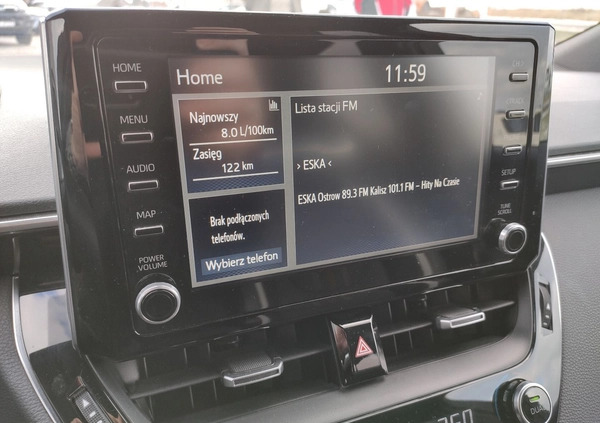 HOME
MENU
AUDIO
MAP
POWER
VOLUME
Home
11:59
Najnowszy
8.0 L/100km
Zasięg
122 km
Brak podłączonych
telefonów.
Wybierz telefon
Lista stacji FM
› ESKA ‹
ESKA Ostrow 89.3 FM Kalisz 101.1 FM – Hity Na Czasie
SETUP
TUNE
SCROLL
DUAL